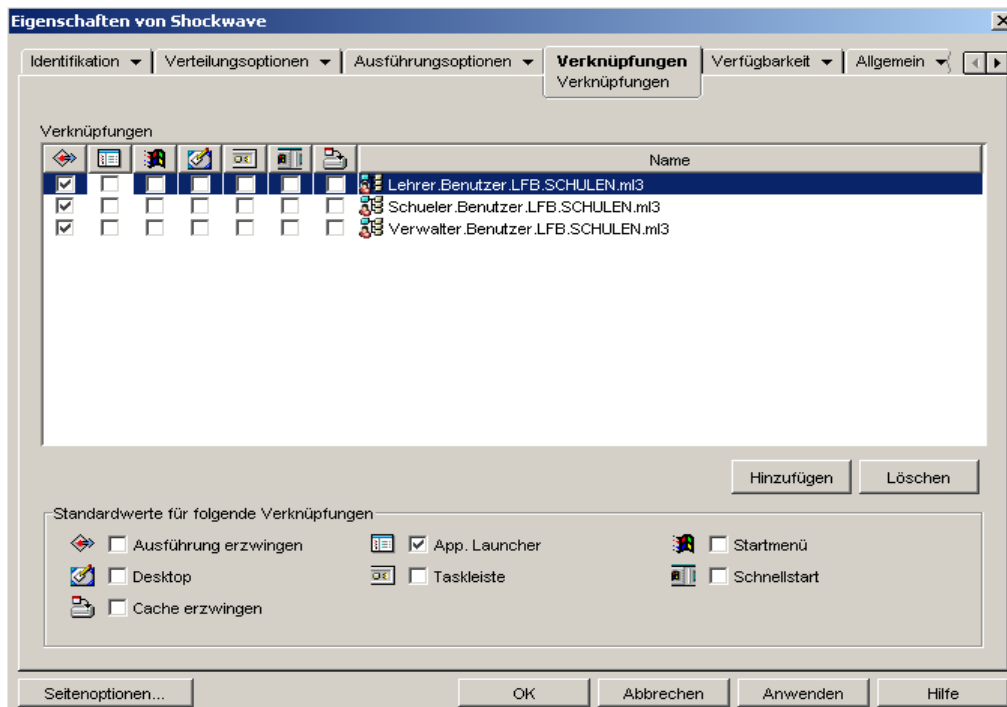 Eigenschaften von Shockwave
Identifikation Verteilungsoptionen Ausführungsoptionen Verknüpfungen Verfügbarkeit Allgemein
Verknüpfungen
Verknüpfungen
Name
Lehrer.Benutzer.LFB.SCHULEN.ml3
Schueler.Benutzer.LFB.SCHULEN.ml3
Verwalter.Benutzer.LFB.SCHULEN.ml3
Hinzufügen Löschen
Standardwerte für folgende Verknüpfungen
Ausführung erzwingen App. Launcher Startmenü
Desktop Taskleiste Schnellstart
Cache erzwingen
Seitenoptionen... OK Abbrechen Anwenden Hilfe